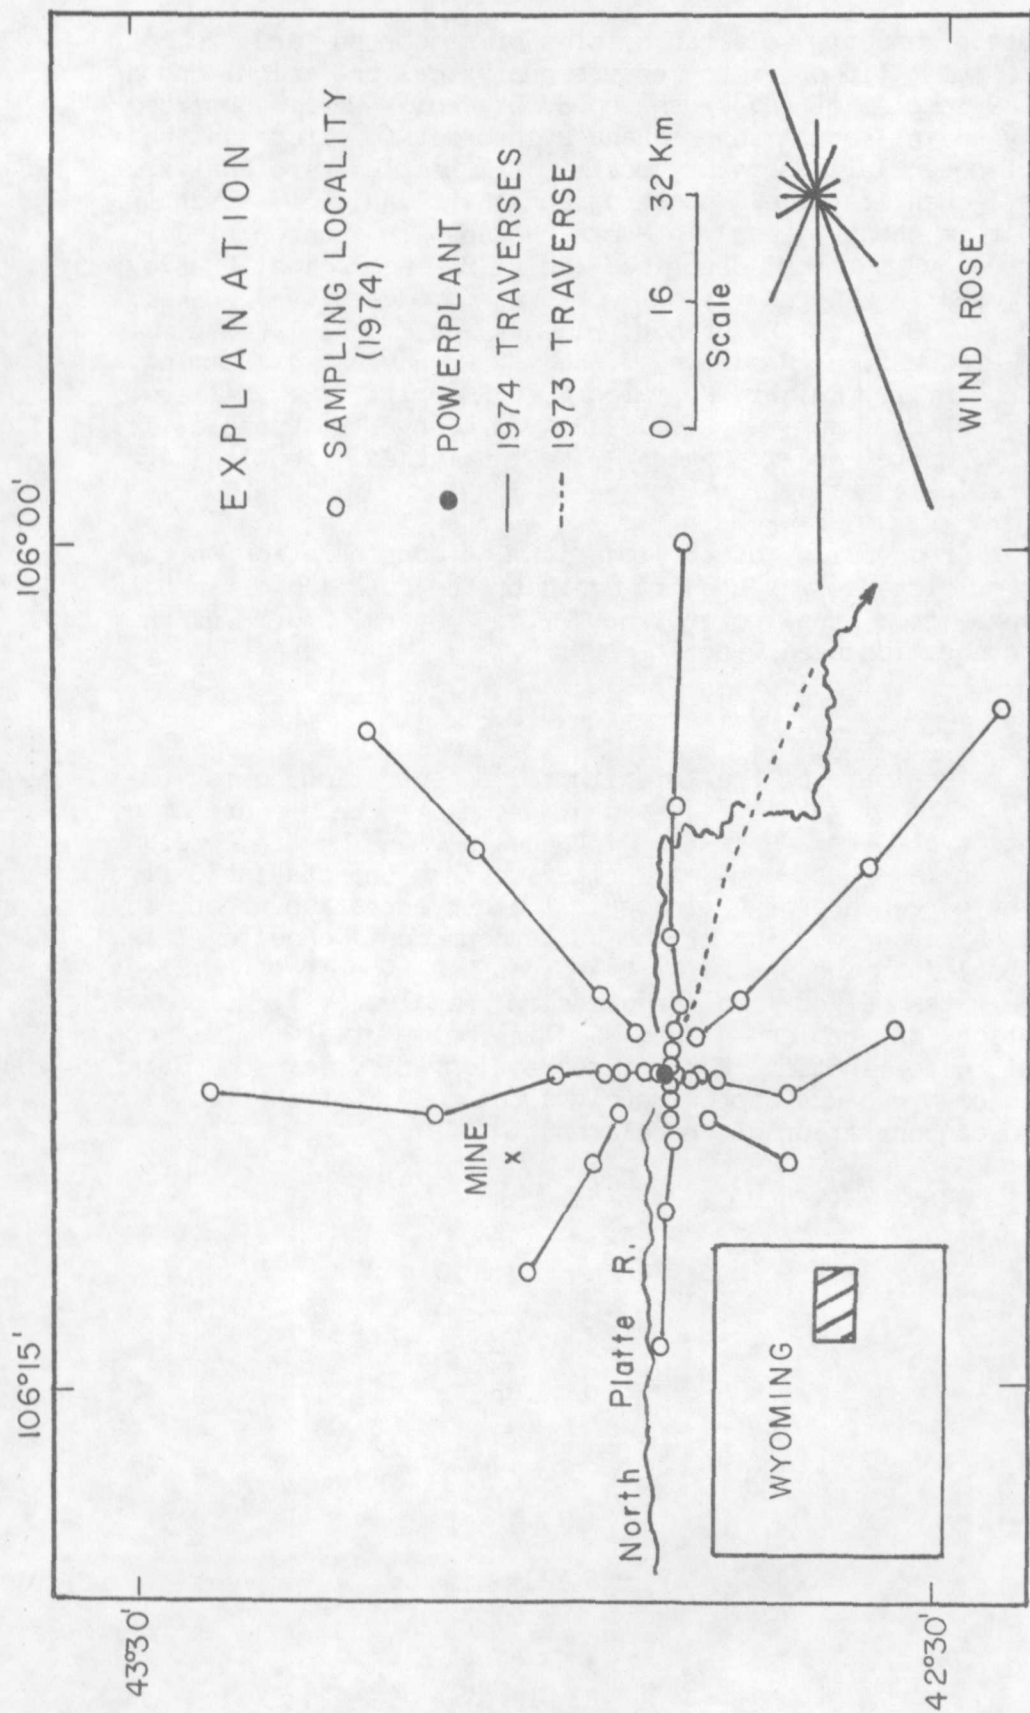 106°15'
106°00'
43°30'
42°30'
EXPLANATION
SAMPLING LOCALITY
(1974)
POWERPLANT
1974 TRAVERSES
1973 TRAVERSE
0 16 32 Km
Scale
WIND ROSE
MINE
x
North Platte R.
WYOMING